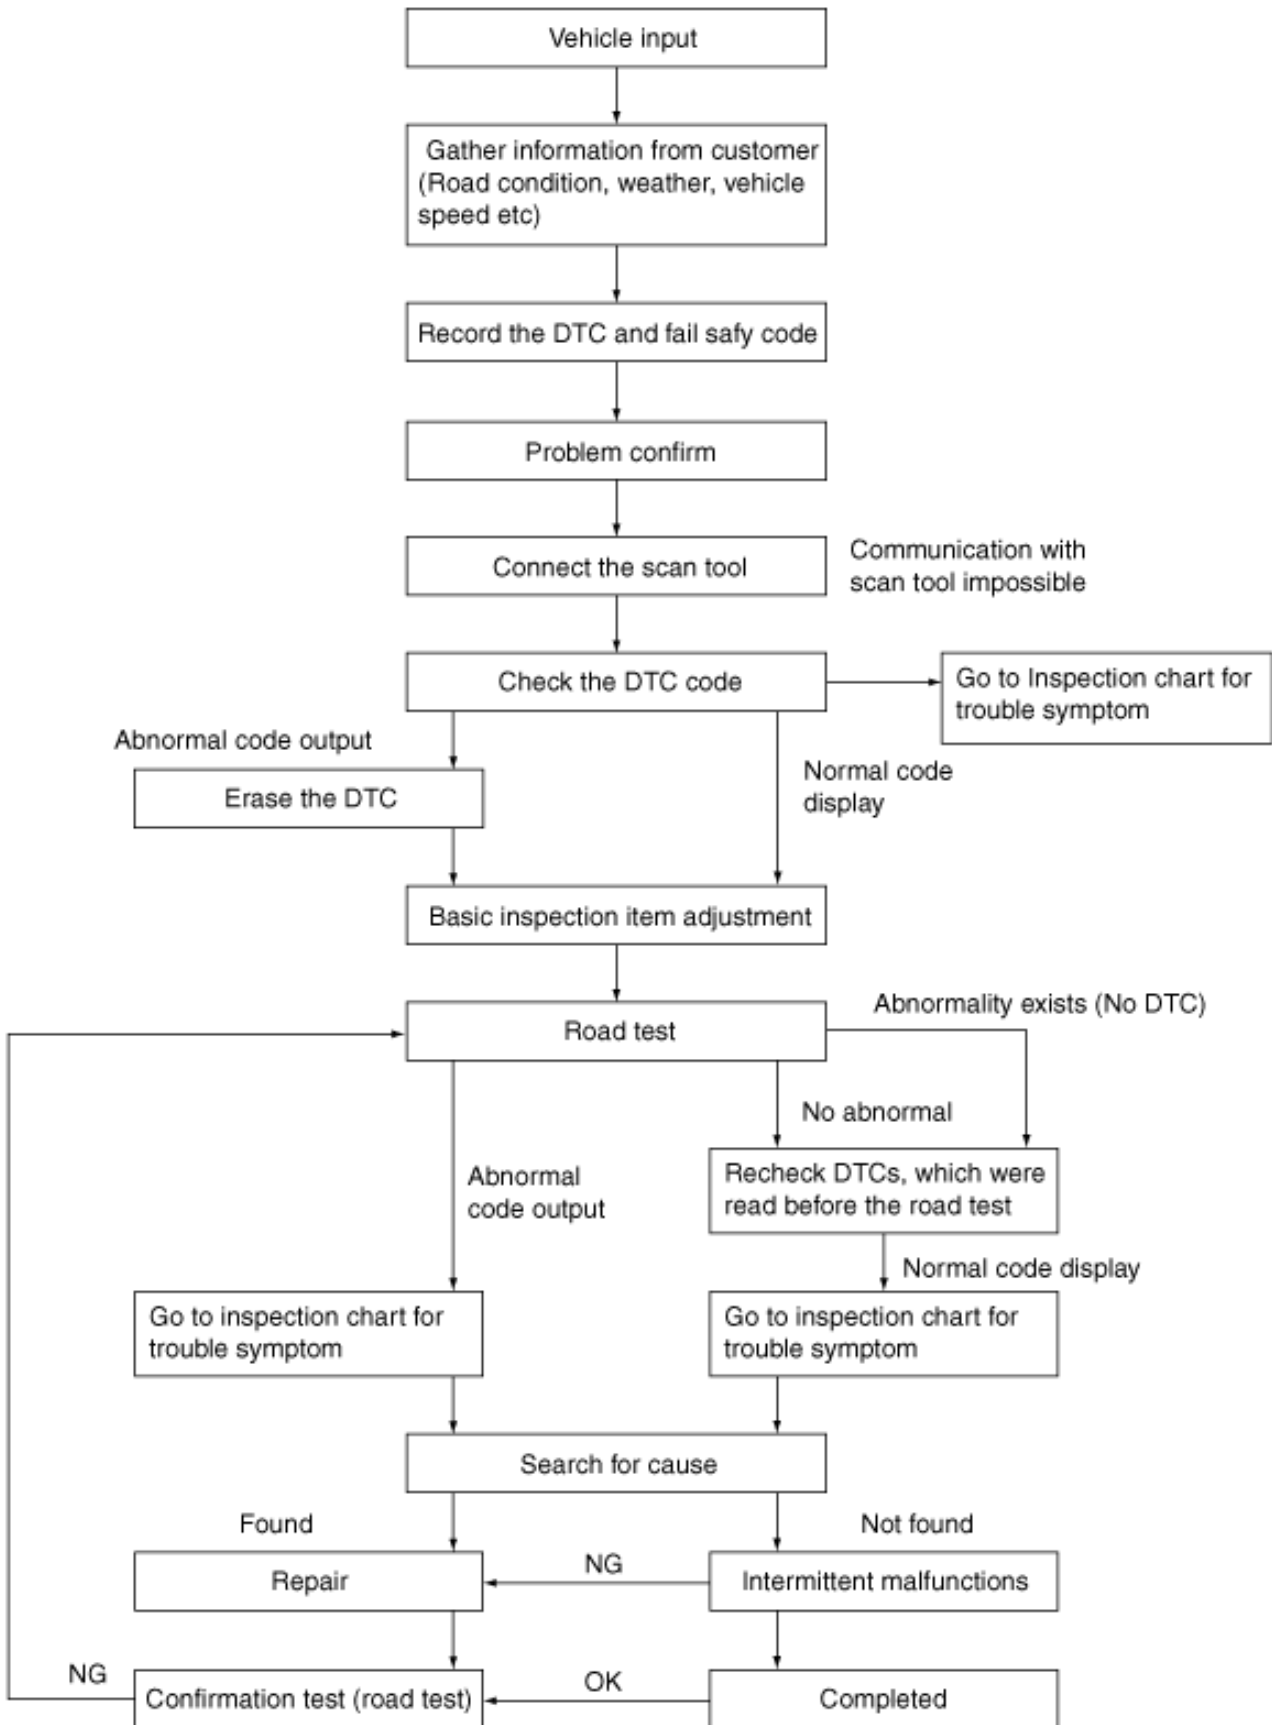 Vehicle input
Gather information from customer
(Road condition, weather, vehicle
speed etc)
Record the DTC and fail safy code
Problem confirm
Connect the scan tool
Communication with
scan tool impossible
Check the DTC code
Go to Inspection chart for
trouble symptom
Abnormal code output
Normal code
display
Erase the DTC
Basic inspection item adjustment
Road test
Abnormality exists (No DTC)
No abnormal
Abnormal
code output
Recheck DTCs, which were
read before the road test
Normal code display
Go to inspection chart for
trouble symptom
Go to inspection chart for
trouble symptom
Search for cause
Found
Not found
Repair
NG
Intermittent malfunctions
NG
Confirmation test (road test)
OK
Completed